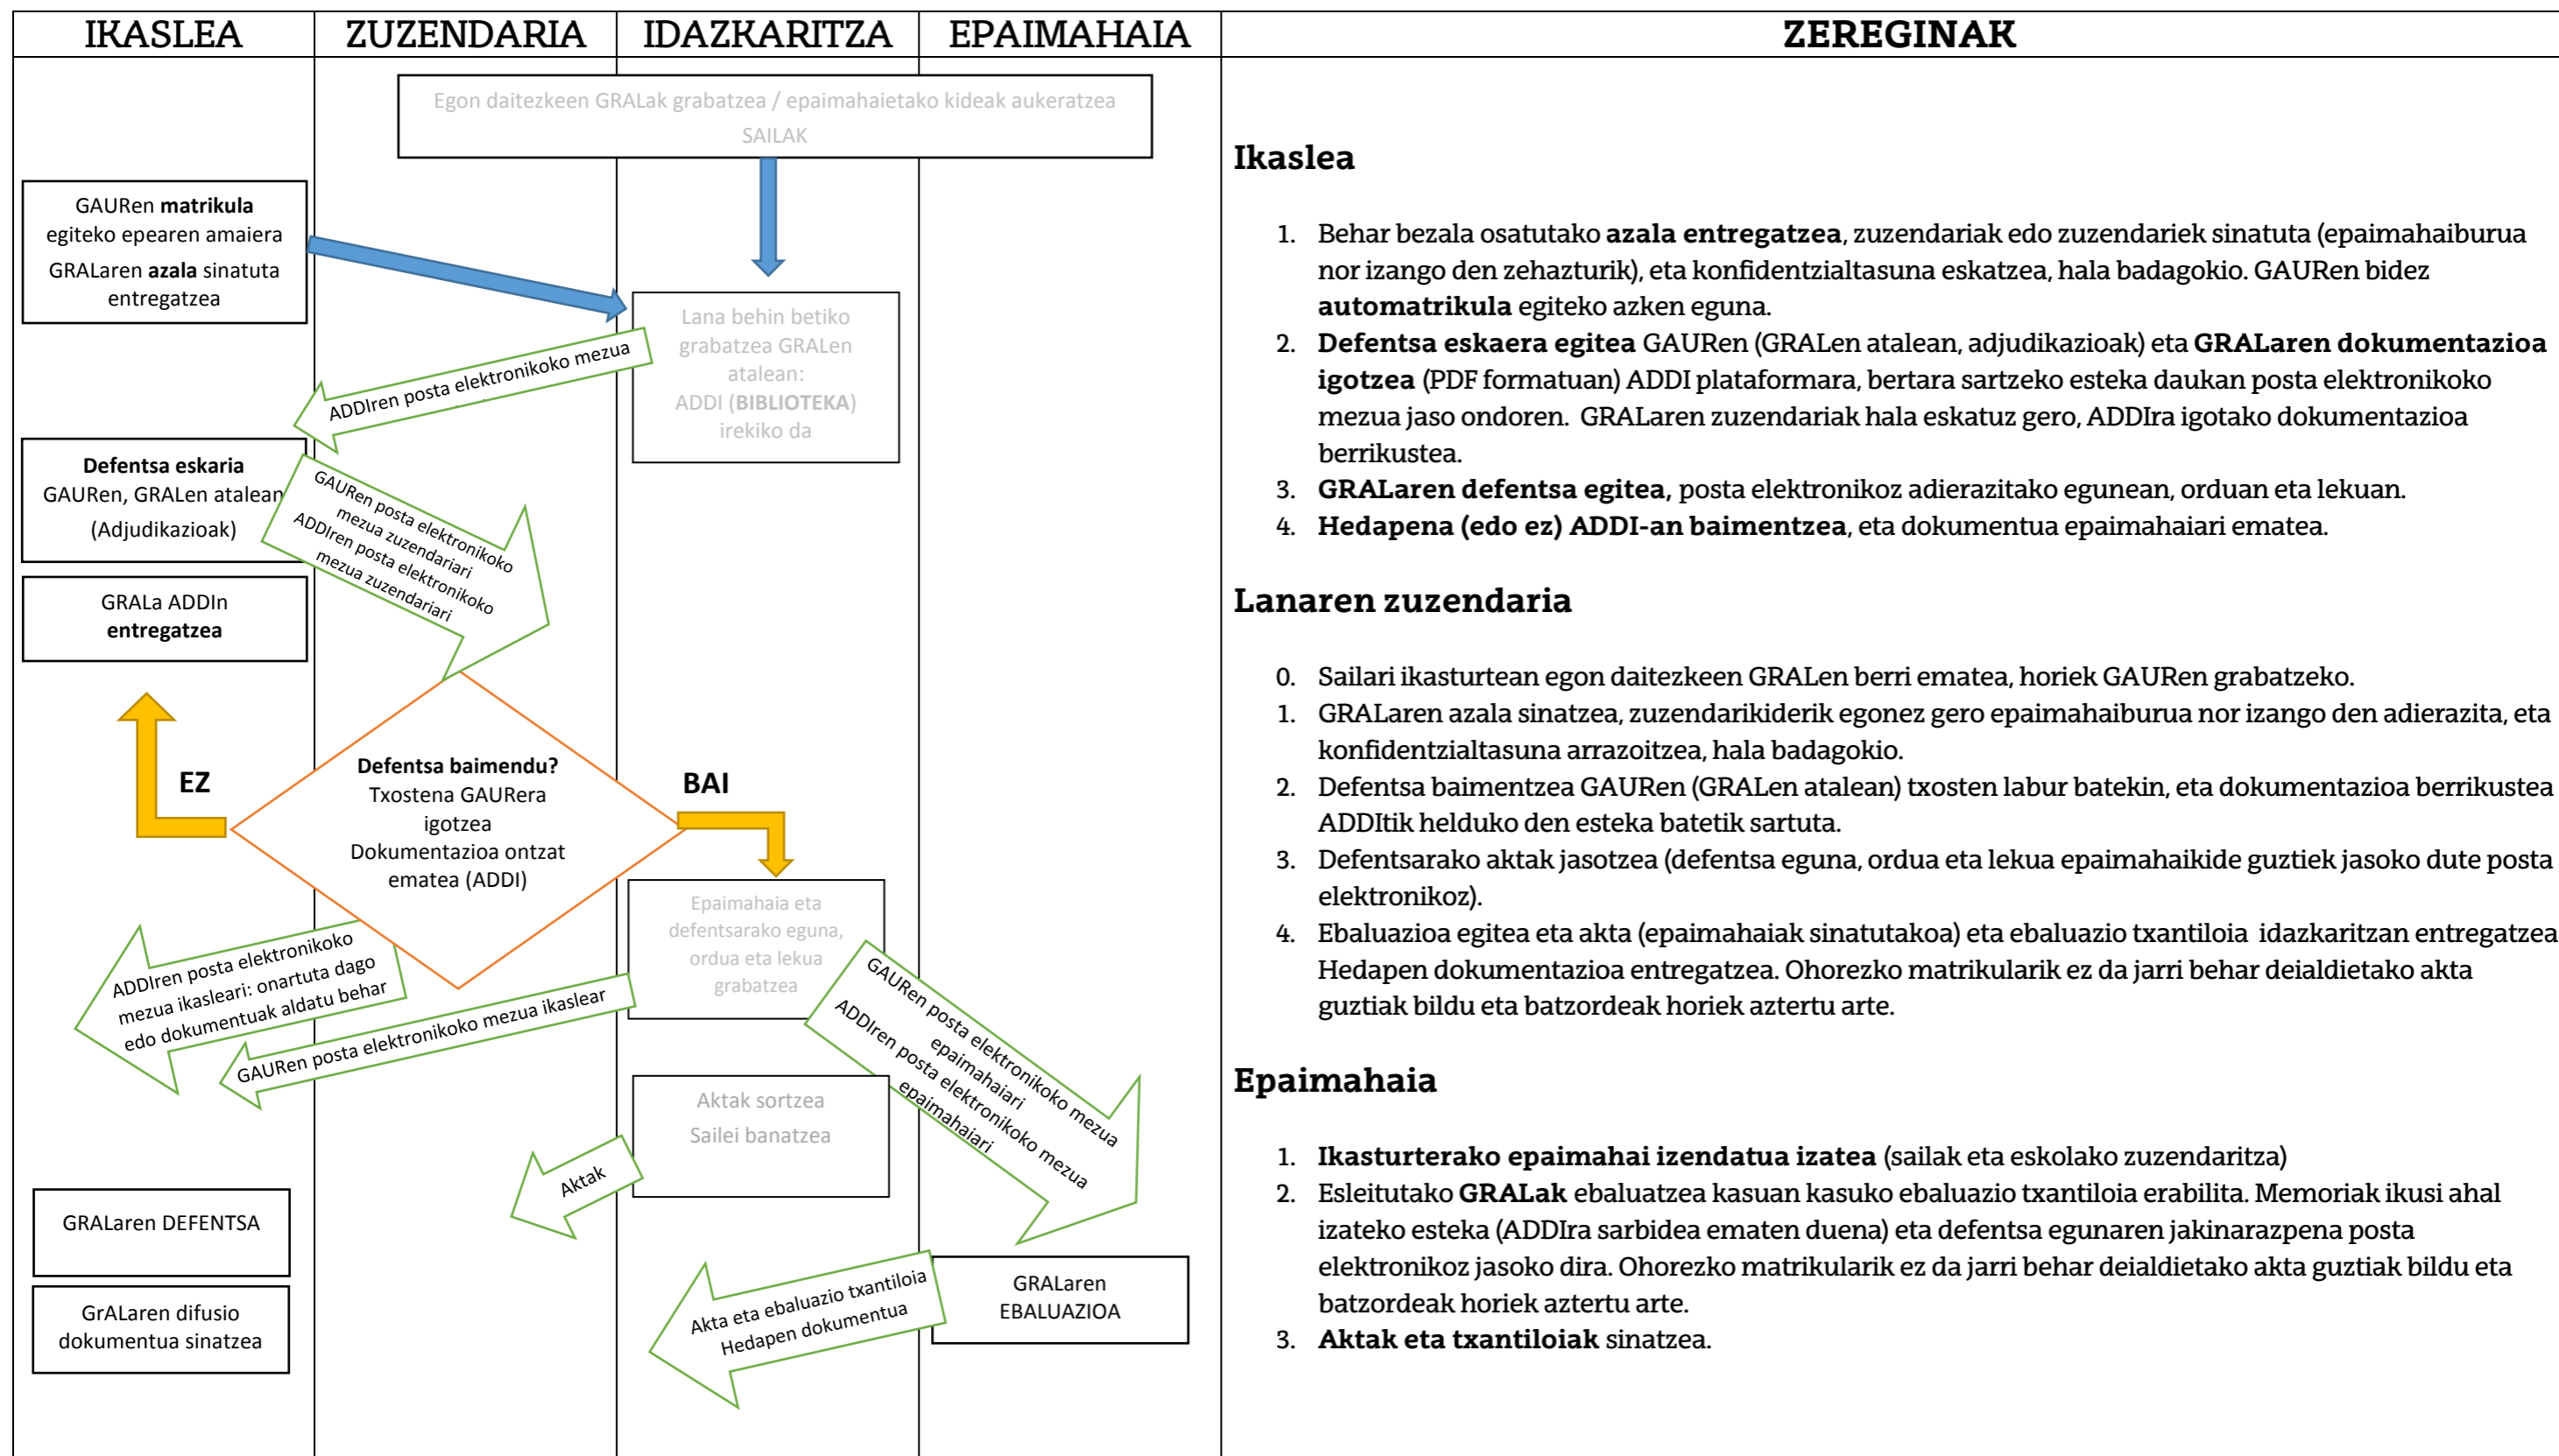 IKASLEA
ZUZENDARIA
IDAZKARITZA
EPAIMAHAIA
ZEREGINAK
Egon daitezkeen GRALak grabatzea / epaimahaietako kideak aukeratzea
SAILAK
GAURen matrikula
egiteko epearen amaiera
GRALaren azala sinatuta
entregatzea
Lana behin betiko
grabatzea GRALen
atalean:
ADDI (BIBLIOTEKA)
irekiko da
ADDIren posta elektronikoko mezua
Defentsa eskaria
GAURen, GRALen atalean
(Adjudikazioak)
GAURen posta elektronikoko
mezua zuzendariari
ADDIren posta elektronikoko
mezua zuzendariari
GRALa ADDIn
entregatzea
EZ
Defentsa baimendu?
Txostena GAURera
igotzea
Dokumentazioa ontzat
ematea (ADDI)
BAI
Epaimahaia eta
defentsarako eguna,
ordua eta lekua
grabatzea
ADDIren posta elektronikoko
mezua ikasleari: onartuta dago
edo dokumentuak aldatu behar
GAURen posta elektronikoko mezua ikaslear
GAURen posta elektronikoko mezua
epaimahaiari
ADDIren posta elektronikoko mezua
epaimahaiari
Aktak sortzea
Sailei banatzea
Aktak
GRALaren DEFENTSA
GrALaren difusio
dokumentua sinatzea
Akta eta ebaluazio txantiloia
Hedapen dokumentua
GRALaren
EBALUAZIOA
Ikaslea
1. Behar bezala osatutako azala entregatzea, zuzendariak edo zuzendariek sinatuta (epaimahaiburua
nor izango den zehazturik), eta konfidentzialtasuna eskatzea, hala badagokio. GAURen bidez
automatrikula egiteko azken eguna.
2. Defentsa eskaera egitea GAURen (GRALen atalean, adjudikazioak) eta GRALaren dokumentazioa
igotzea (PDF formatuan) ADDI plataformara, bertara sartzeko esteka daukan posta elektronikoko
mezua jaso ondoren. GRALaren zuzendariak hala eskatuz gero, ADDIra igotako dokumentazioa
berrikustea.
3. GRALaren defentsa egitea, posta elektronikoz adierazitako egunean, orduan eta lekuan.
4. Hedapena (edo ez) ADDI-an baimentzea, eta dokumentua epaimahaiari ematea.
Lanaren zuzendaria
0. Sailari ikasturtean egon daitezkeen GRALen berri ematea, horiek GAURen grabatzeko.
1. GRALaren azala sinatzea, zuzendarikiderik egonez gero epaimahaiburua nor izango den adierazita, eta
konfidentzialtasuna arrazoitzea, hala badagokio.
2. Defentsa baimentzea GAURen (GRALen atalean) txosten labur batekin, eta dokumentazioa berrikustea
ADDItik helduko den esteka batetik sartuta.
3. Defentsarako aktak jasotzea (defentsa eguna, ordua eta lekua epaimahaikide guztiek jasoko dute posta
elektronikoz).
4. Ebaluazioa egitea eta akta (epaimahaiak sinatutakoa) eta ebaluazio txantiloia idazkaritzan entregatzea
Hedapen dokumentazioa entregatzea. Ohorezko matrikularik ez da jarri behar deialdietako akta
guztiak bildu eta batzordeak horiek aztertu arte.
Epaimahaia
1. Ikasturterako epaimahai izendatua izatea (sailak eta eskolako zuzendaritza)
2. Esleitutako GRALak ebaluatzea kasuan kasuko ebaluazio txantiloia erabilita. Memoriak ikusi ahal
izateko esteka (ADDIra sarbidea ematen duena) eta defentsa egunaren jakinarazpena posta
elektronikoz jasoko dira. Ohorezko matrikularik ez da jarri behar deialdietako akta guztiak bildu eta
batzordeak horiek aztertu arte.
3. Aktak eta txantiloiak sinatzea.